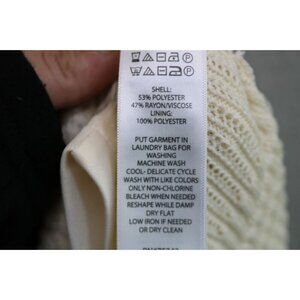 SHELL:
53% POLYESTER
47% RAYON/VISCOSE
LINING:
100% POLYESTER
PUT GARMENT IN
LAUNDRY BAG FOR
WASHING
MACHINE WASH
COOL- DELICATE CYCLE
WASH WITH LIKE COLORS
ONLY NON-CHLORINE
BLEACH WHEN NEEDED
RESHAPE WHILE DAMP
DRY FLAT
LOW IRON IF NEEDED
OR DRY CLEAN